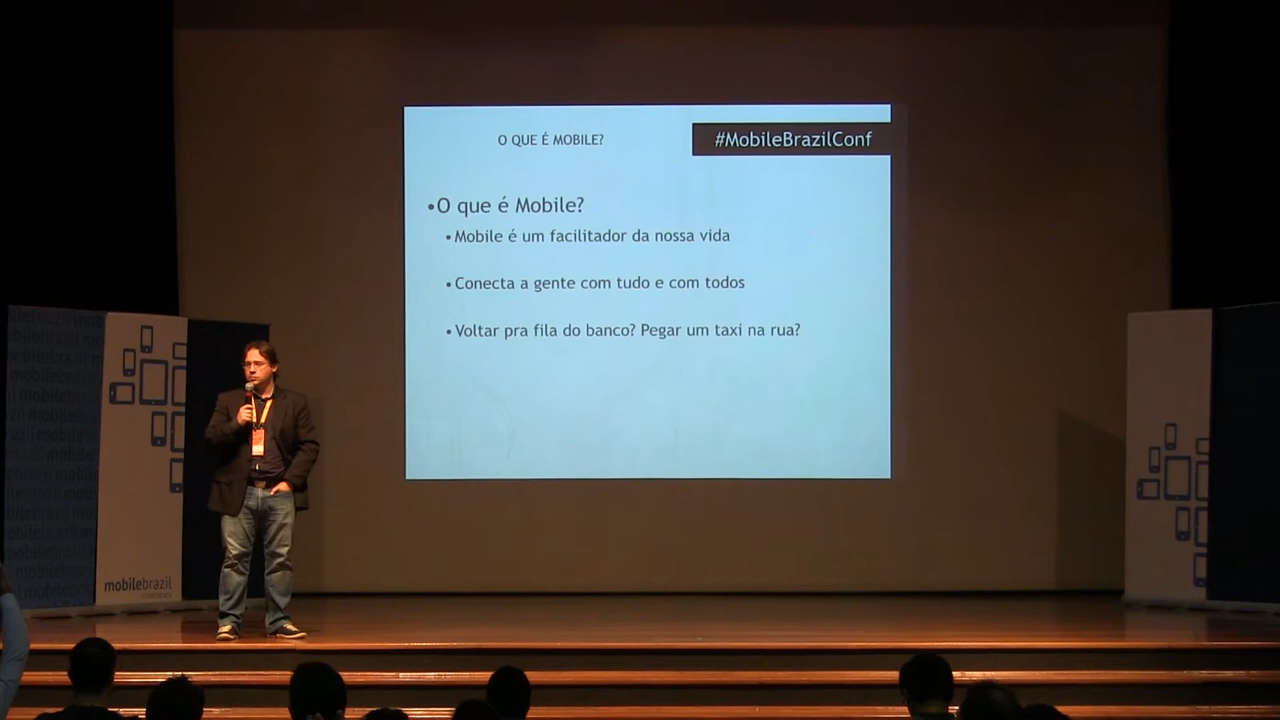 O QUE É MOBILE?
#MobileBrazilConf
•O que é Mobile?
•Mobile é um facilitador da nossa vida
•Conecta a gente com tudo e com todos
•Voltar pra fila do banco? Pegar um taxi na rua?
mobilebrazil